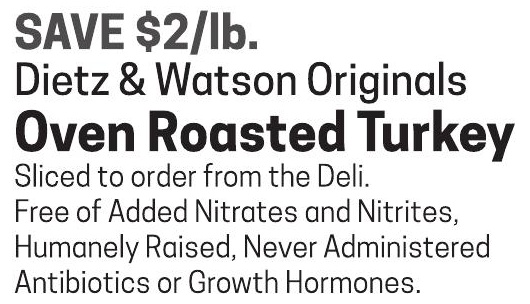 SAVE $2/lb.
Dietz & Watson Originals
Oven Roasted Turkey
Sliced to order from the Deli.
Free of Added Nitrates and Nitrites,
Humanely Raised, Never Administered
Antibiotics or Growth Hormones.